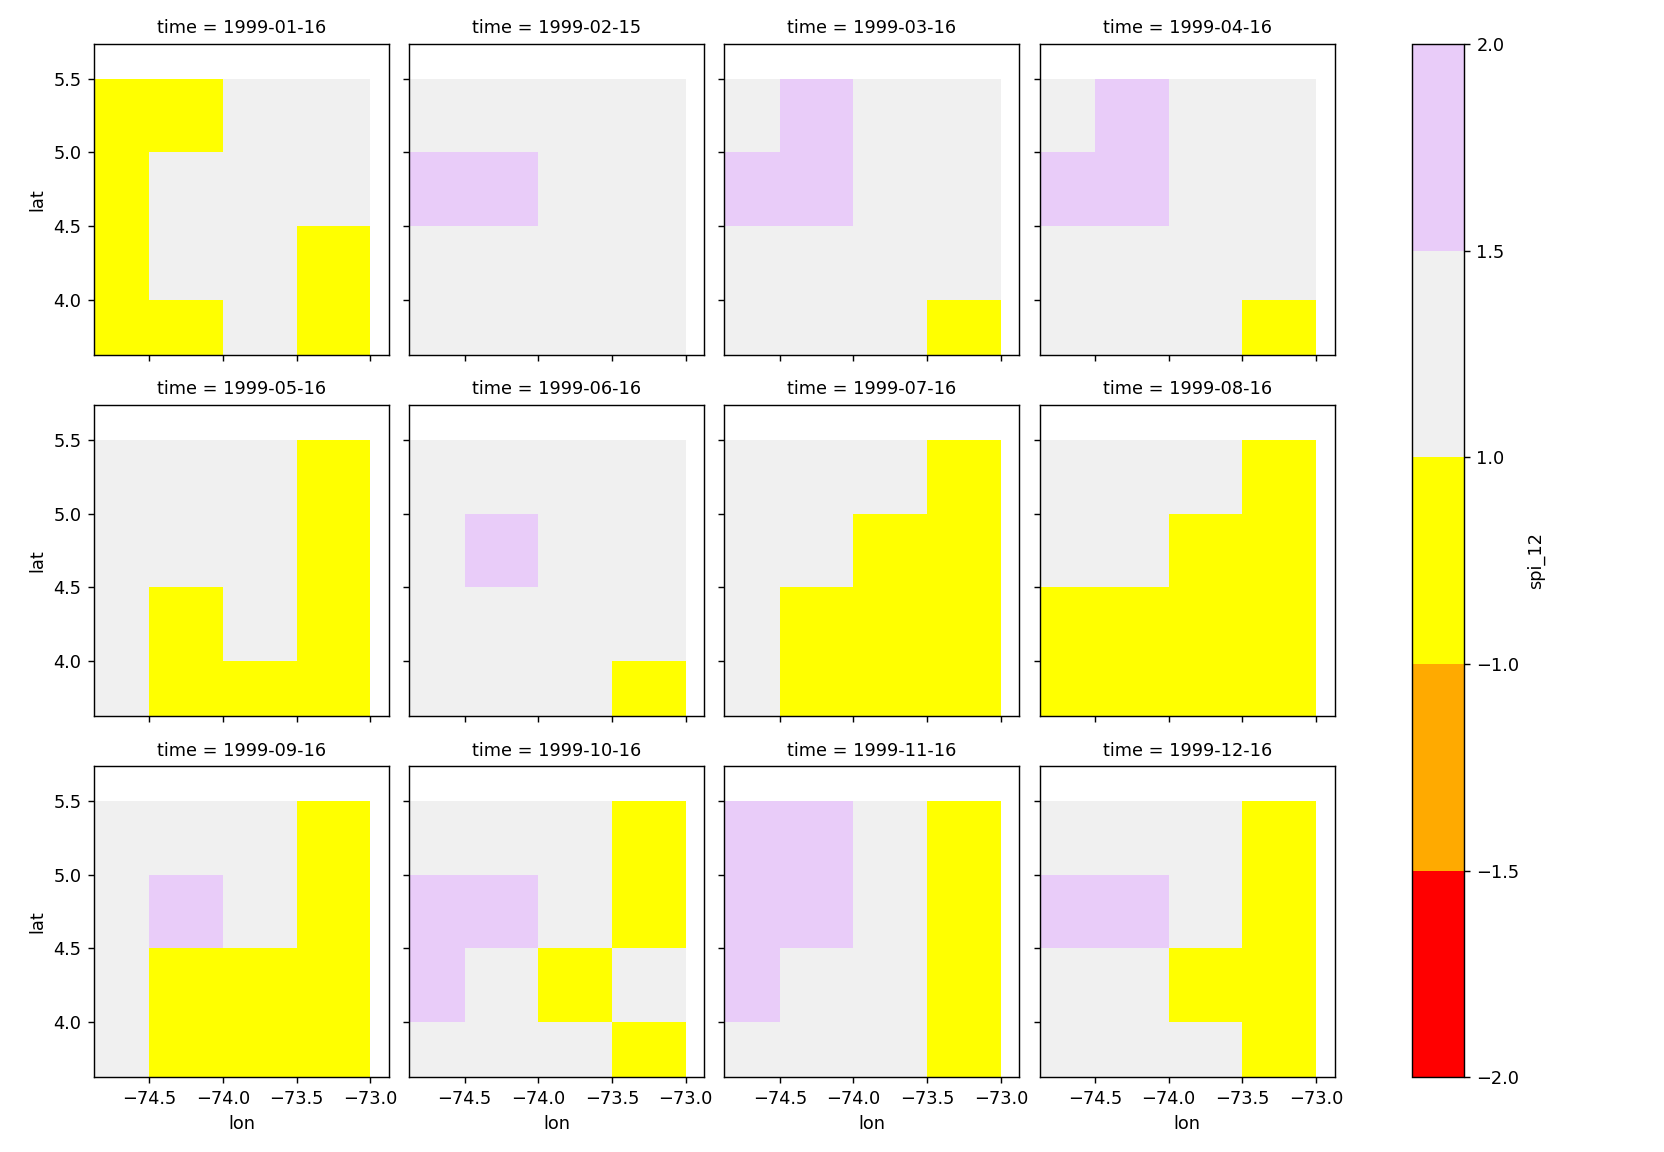 time = 1999-01-16
time = 1999-02-15
time = 1999-03-16
time = 1999-04-16
2.0
5.5
5.0
4.5
4.0
lat
1.5
1.0
time = 1999-05-16
time = 1999-06-16
time = 1999-07-16
time = 1999-08-16
5.5
5.0
4.5
4.0
lat
spi_12
−1.0
−1.5
time = 1999-09-16
time = 1999-10-16
time = 1999-11-16
time = 1999-12-16
5.5
5.0
4.5
4.0
lat
−2.0
−74.5 −74.0 −73.5 −73.0
−74.5 −74.0 −73.5 −73.0
−74.5 −74.0 −73.5 −73.0
−74.5 −74.0 −73.5 −73.0
lon
lon
lon
lon